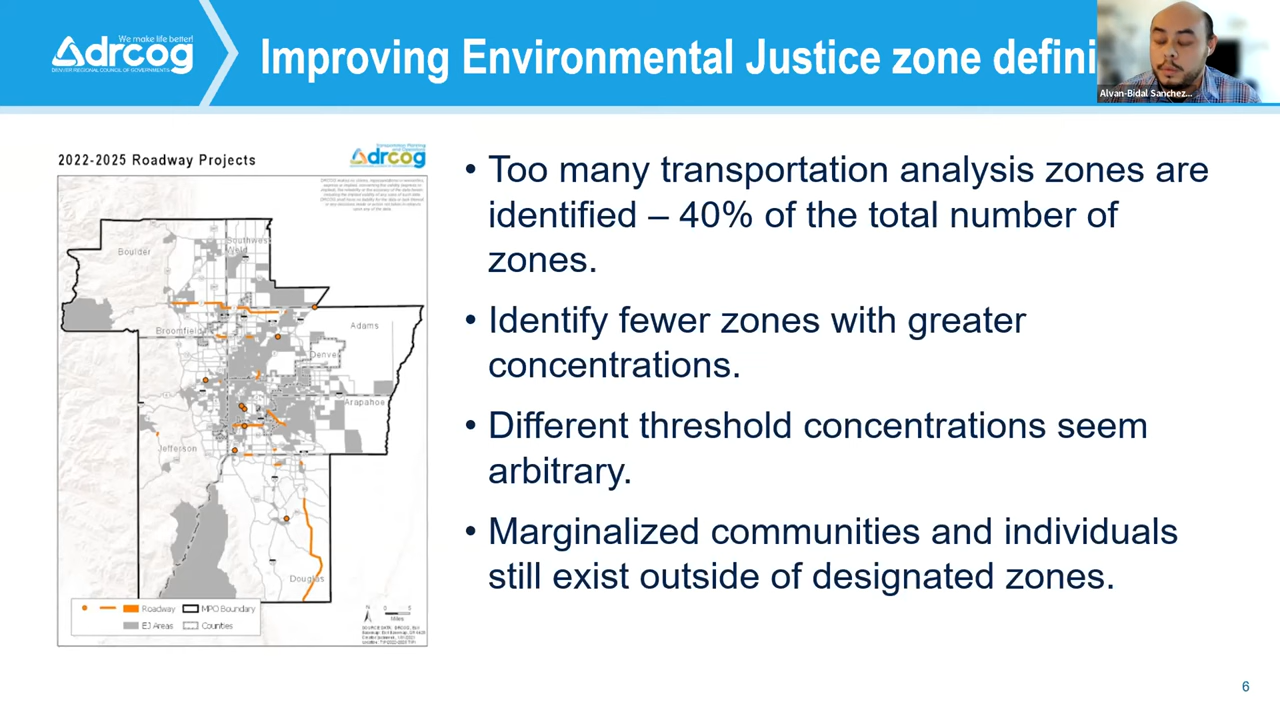 We make life better!
drcog
DENVER REGIONAL COUNCIL OF GOVERNMENTS
Improving Environmental Justice zone defini
Alvan-Bidal Sanchez...
2022-2025 Roadway Projects
drcog
Boulder
Southwest
Weld
Broomfield
Adams
Denver
Arapahoe
Jefferson
Douglas
Roadway
MPO Boundary
EJ Areas
Counties
N
0 5
Miles
• Too many transportation analysis zones are
identified – 40% of the total number of
zones.
• Identify fewer zones with greater
concentrations.
• Different threshold concentrations seem
arbitrary.
• Marginalized communities and individuals
still exist outside of designated zones.
6